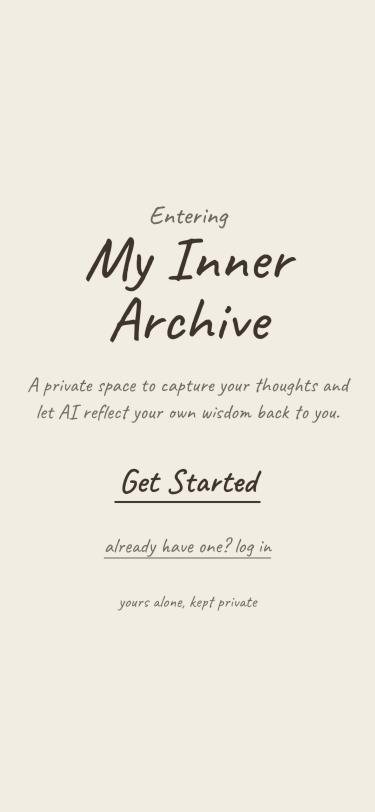 Entering
My Inner
Archive
A private space to capture your thoughts and
let AI reflect your own wisdom back to you.
Get Started
already have one? log in
yours alone, kept private